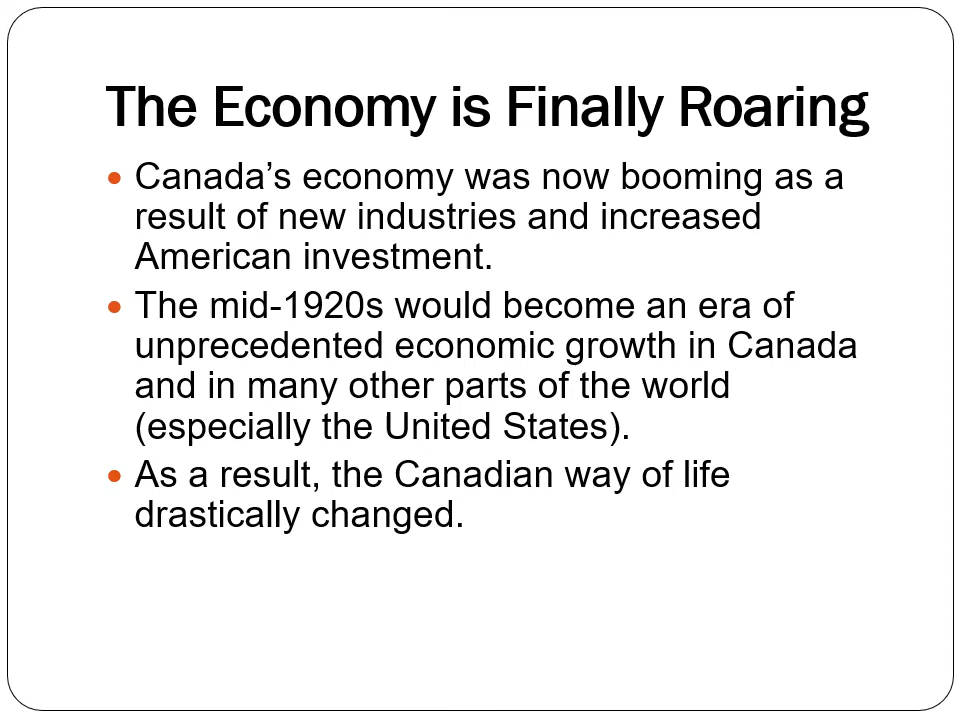 The Economy is Finally Roaring
• Canada’s economy was now booming as a
result of new industries and increased
American investment.
• The mid-1920s would become an era of
unprecedented economic growth in Canada
and in many other parts of the world
(especially the United States).
• As a result, the Canadian way of life
drastically changed.